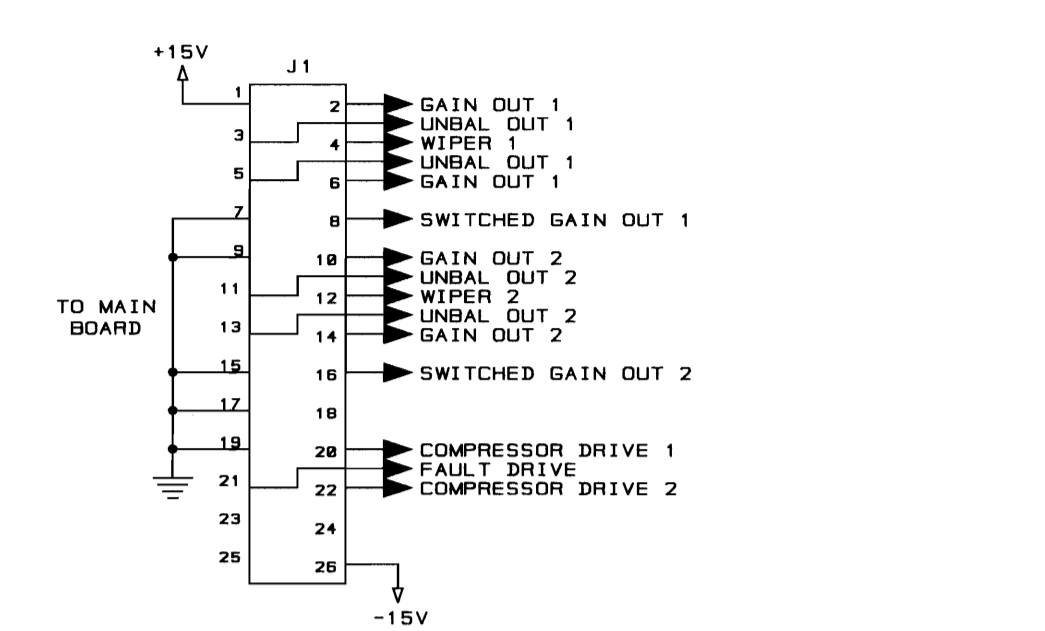 +15V
J1
1
2 GAIN OUT 1
UNBAL OUT 1
3
4 WIPER 1
UNBAL OUT 1
5
6 GAIN OUT 1
7
8 SWITCHED GAIN OUT 1
9
10 GAIN OUT 2
UNBAL OUT 2
11
12 WIPER 2
TO MAIN
BOARD
UNBAL OUT 2
13
14 GAIN OUT 2
15
16 SWITCHED GAIN OUT 2
17
18
19
20 COMPRESSOR DRIVE 1
FAULT DRIVE
21
22 COMPRESSOR DRIVE 2
23
24
25
26
-15V